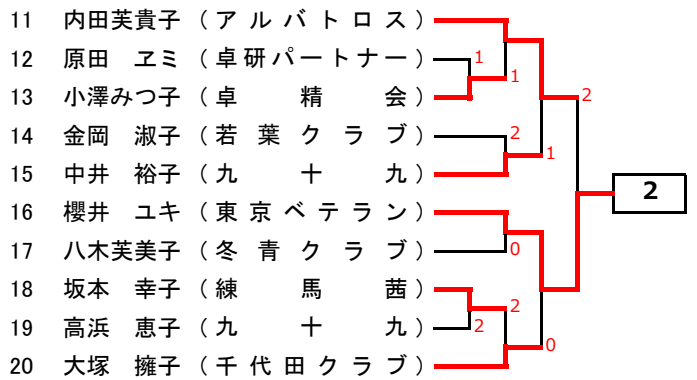 11 内田芙貴子 (アルバトロス)
12 原田 ヱミ (卓研パートナー) 1
13 小澤みつ子 (卓精会) 1 2
14 金岡 淑子 (若葉クラブ) 2
15 中井 裕子 (九十九) 1
16 櫻井 ユキ (東京ベテラン) 2
17 八木芙美子 (冬青クラブ) 0
18 坂本 幸子 (練馬茜) 2
19 高浜 恵子 (九十九) 2
20 大塚 擁子 (千代田クラブ) 0